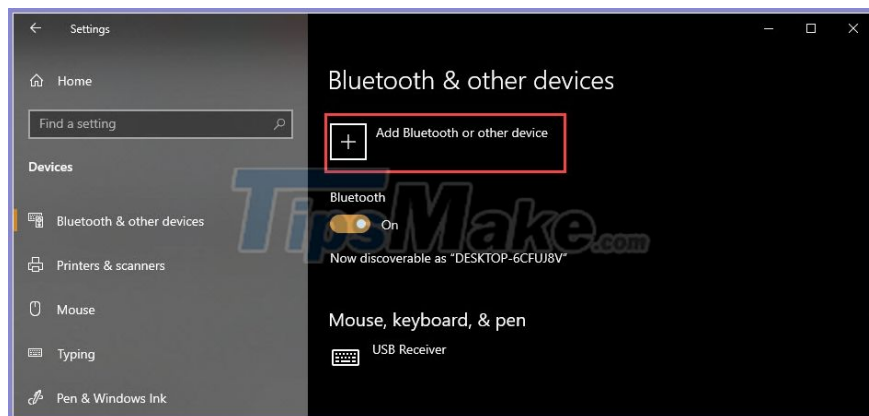 Settings
Home
Find a setting
Devices
Bluetooth & other devices
Printers & scanners
Mouse
Typing
Pen & Windows Ink
Bluetooth & other devices
Add Bluetooth or other device
Bluetooth
On
Now discoverable as "DESKTOP-6CFUJ8V"
Mouse, keyboard, & pen
USB Receiver
TipsMake.com